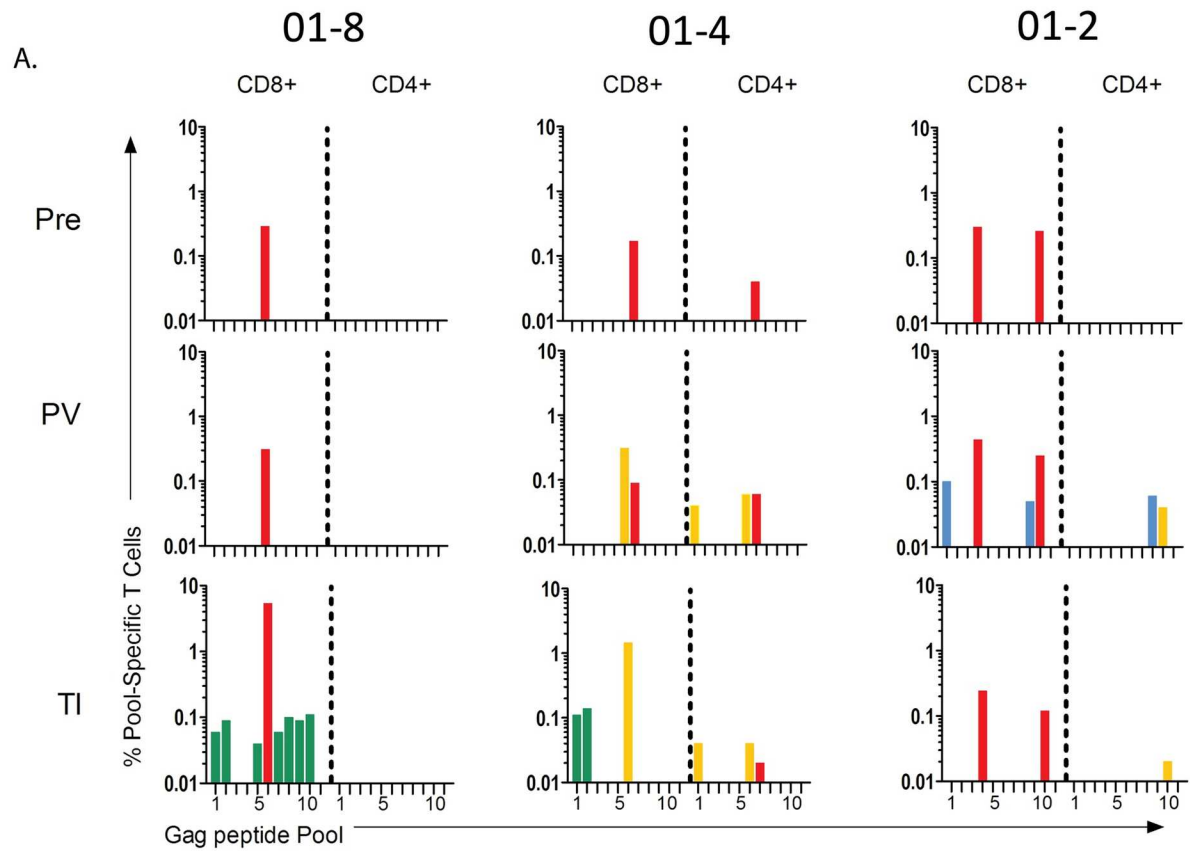 01-8 01-4 01-2
A.
CD8+ CD4+ CD8+ CD4+ CD8+ CD4+
Pre
10 10 10
1 1 1
0.1 0.1 0.1
0.01 0.01 0.01
PV
10 10 10
1 1 1
0.1 0.1 0.1
0.01 0.01 0.01
TI
10 10 10
1 1 1
0.1 0.1 0.1
0.01 0.01 0.01
% Pool-Specific T Cells
1 5 10 1 5 10 1 5 10 1 5 10 1 5 10 1 5 10
Gag peptide Pool